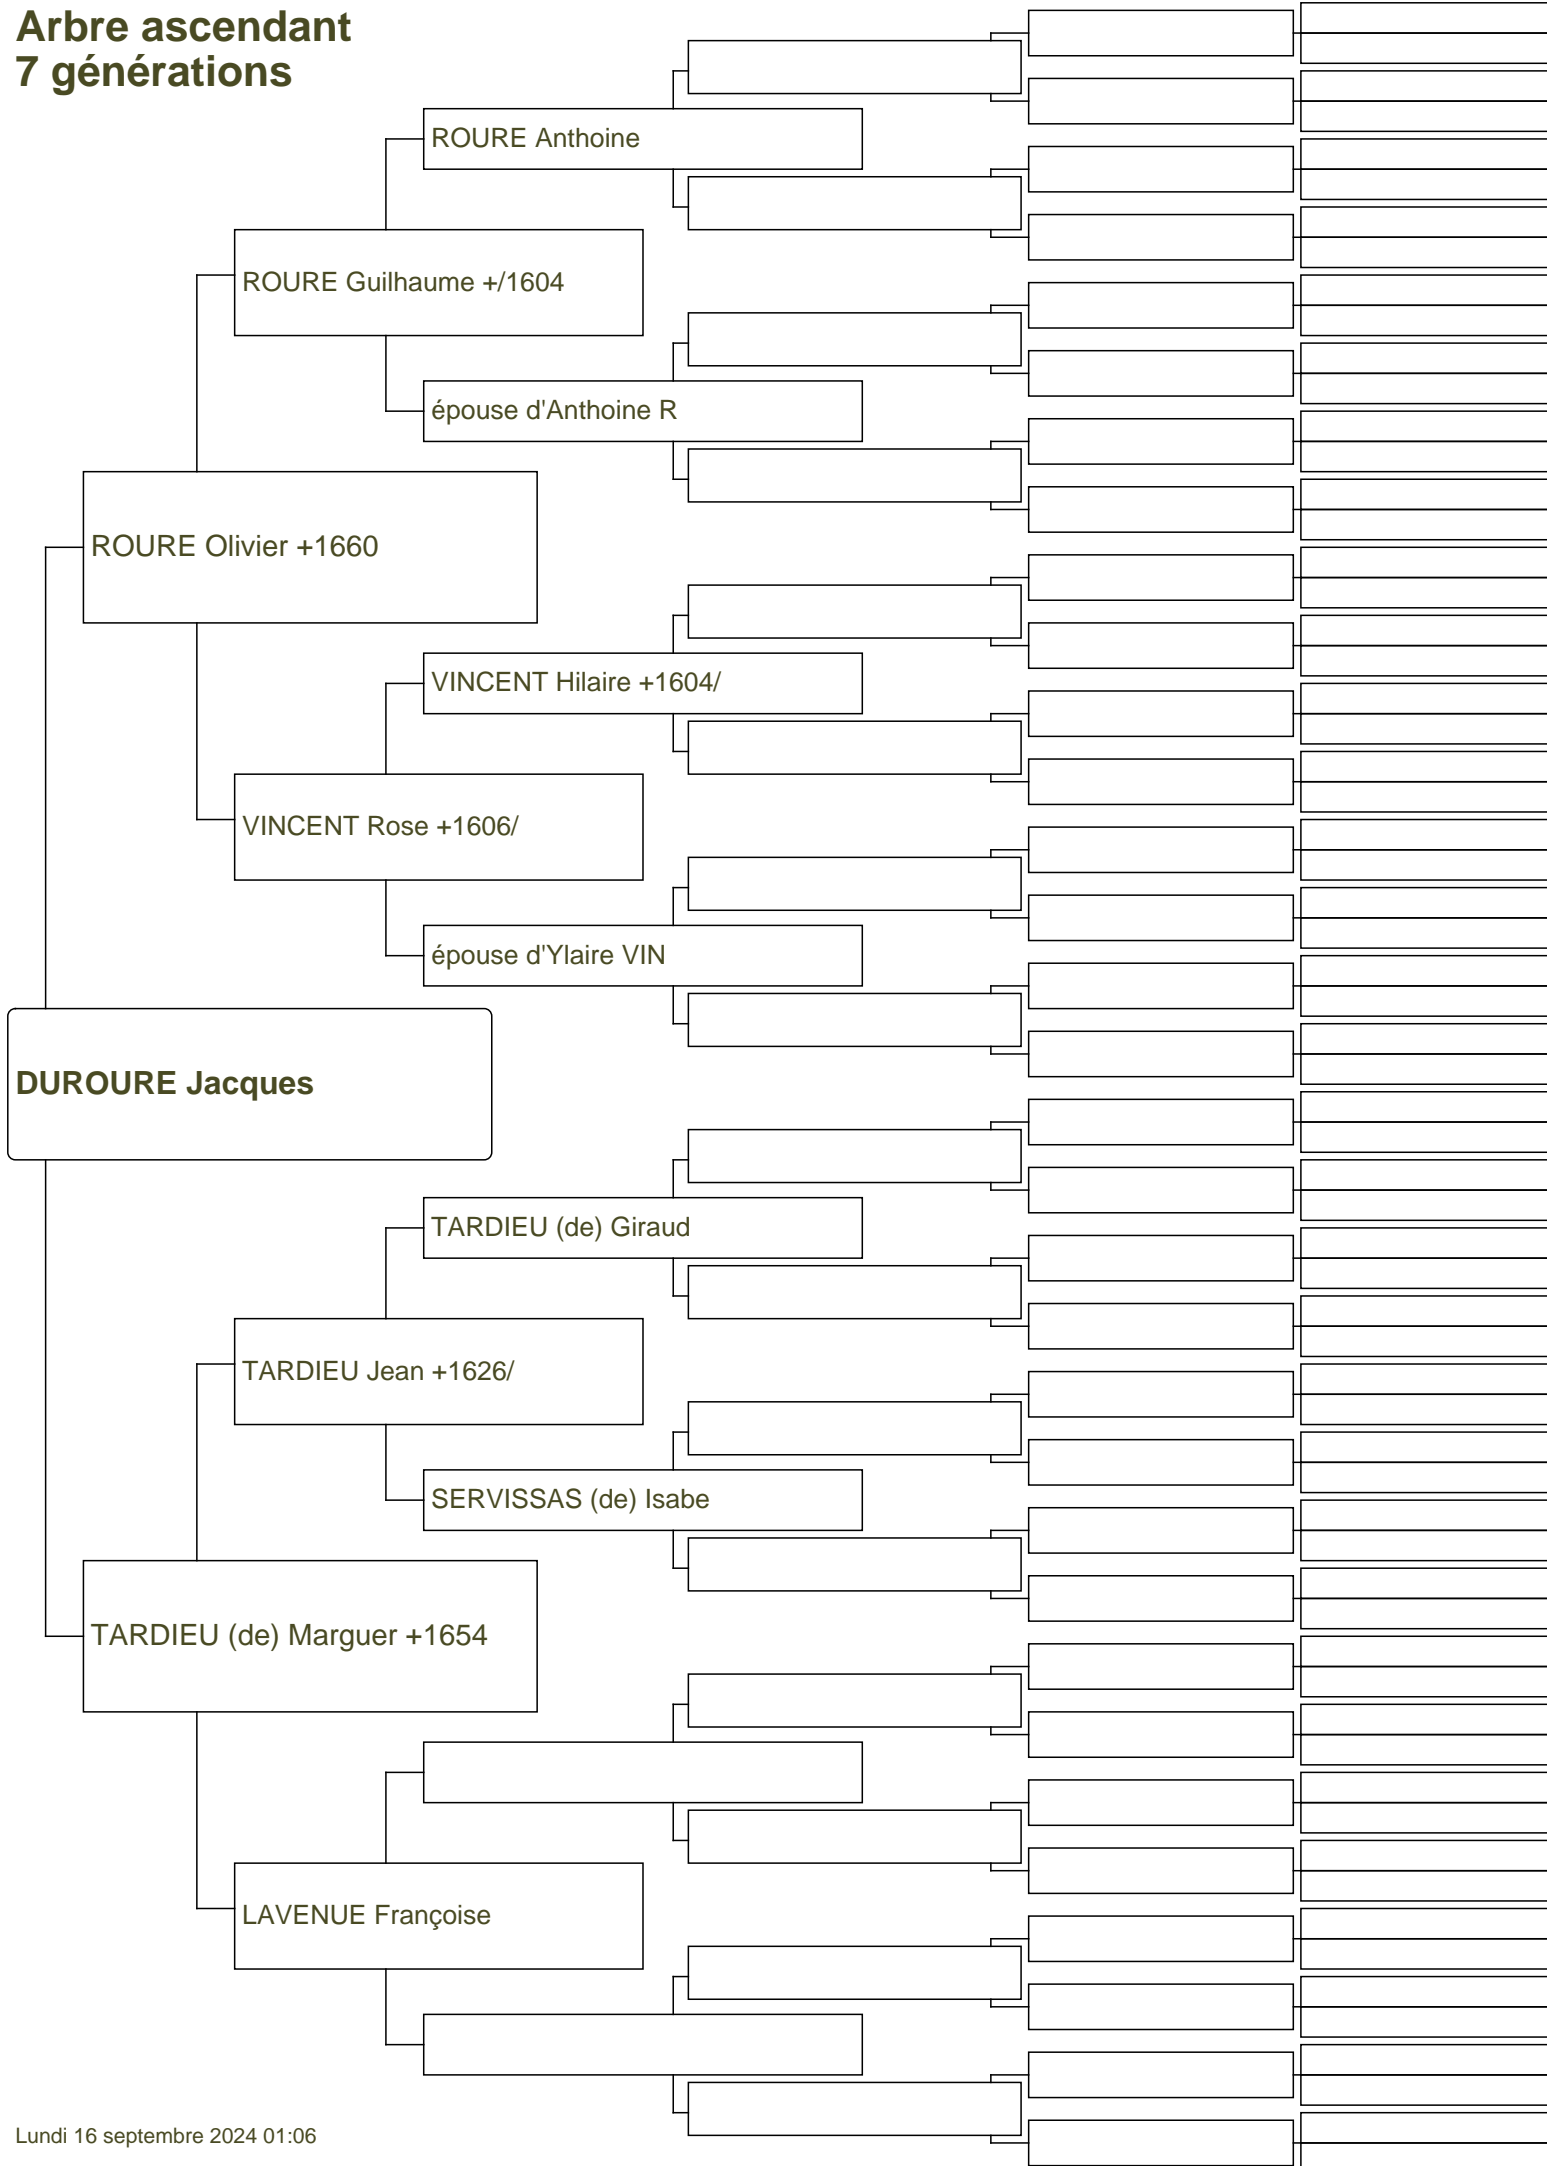 Arbre ascendant
7 générations
ROURE Anthoine
ROURE Guilhaume +/1604
épouse d'Anthoine R
ROURE Olivier +1660
VINCENT Hilaire +1604/
VINCENT Rose +1606/
épouse d'Ylaire VIN
DUROURE Jacques
TARDIEU (de) Giraud
TARDIEU Jean +1626/
SERVISSAS (de) Isabe
TARDIEU (de) Marguer +1654
LAVENUE Françoise
Lundi 16 septembre 2024 01:06